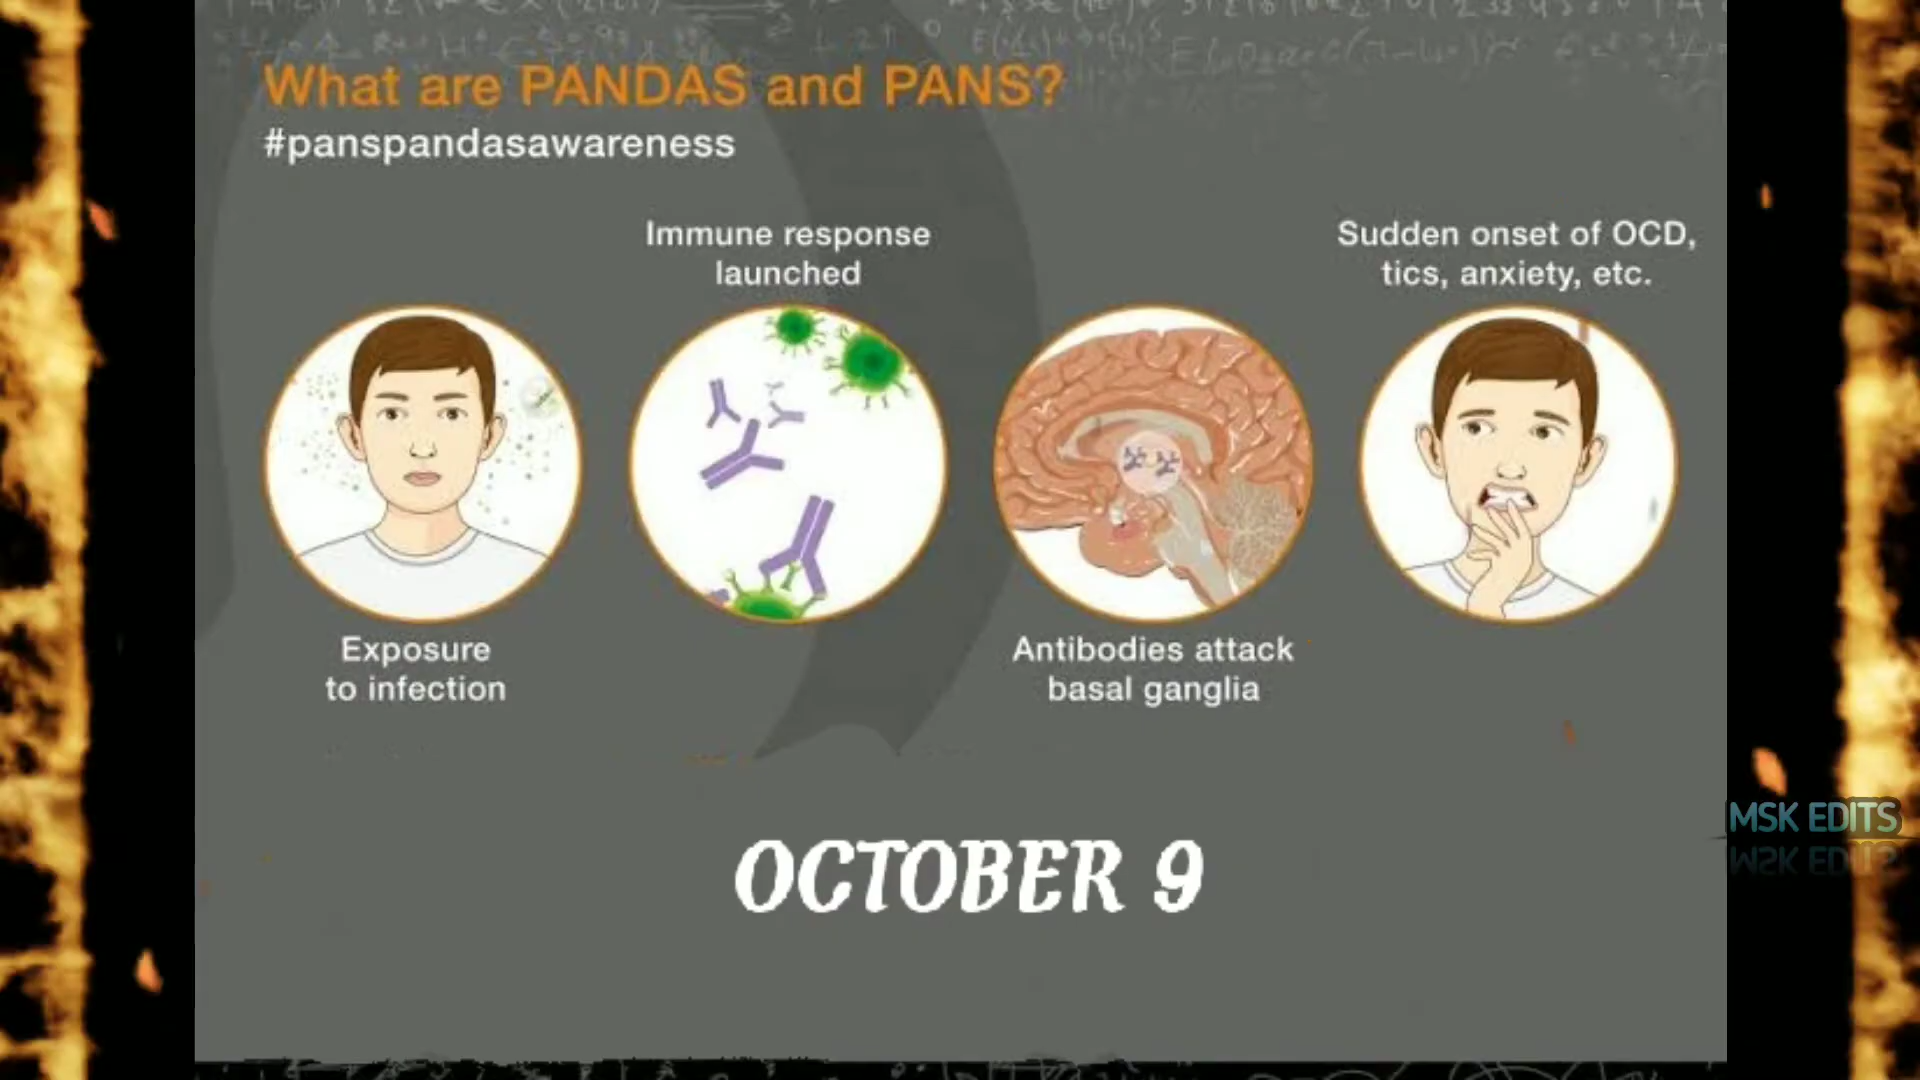 What are PANDAS and PANS?
#panspandasawareness
Exposure
to infection
Immune response
launched
Antibodies attack
basal ganglia
Sudden onset of OCD,
tics, anxiety, etc.
OCTOBER 9
MSK EDITS